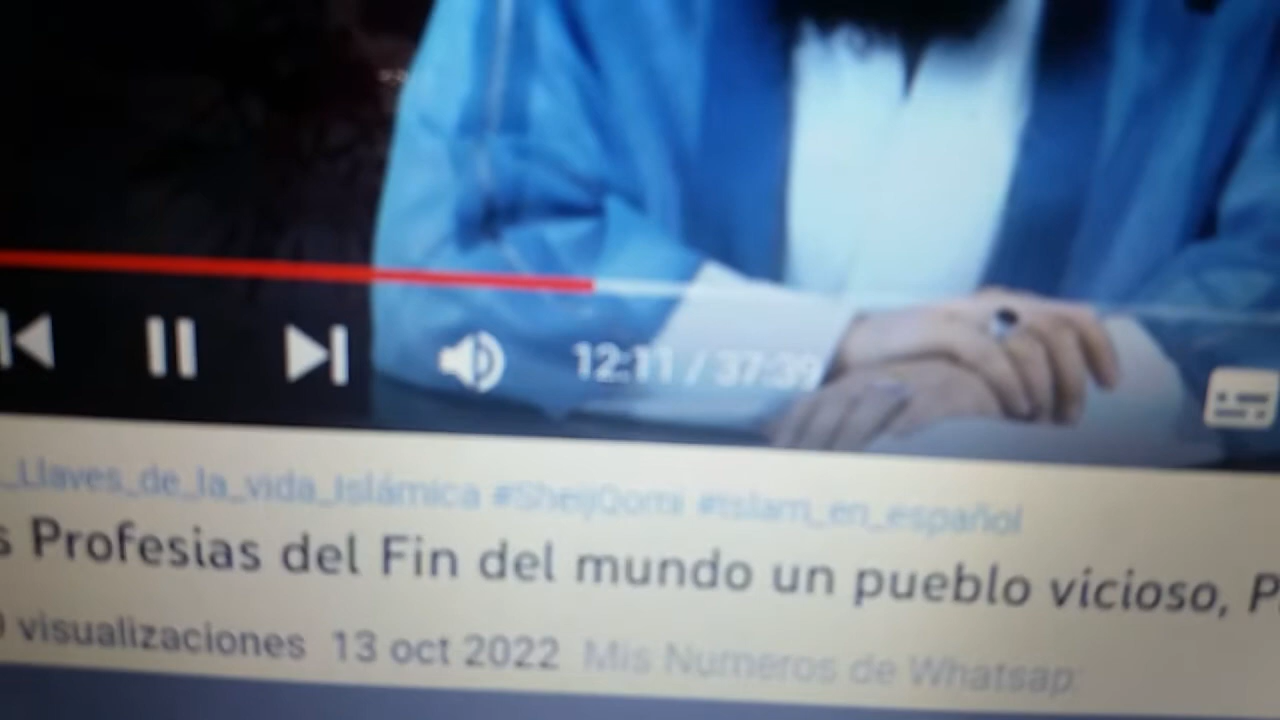 12:11 / 37:39
_Llaves_de_la_vida_Islámica #SheijQomi #Islam_en_español
s Profesias del Fin del mundo un pueblo vicioso, P
visualizaciones 13 oct 2022 Mis Numeros de Whatsap: